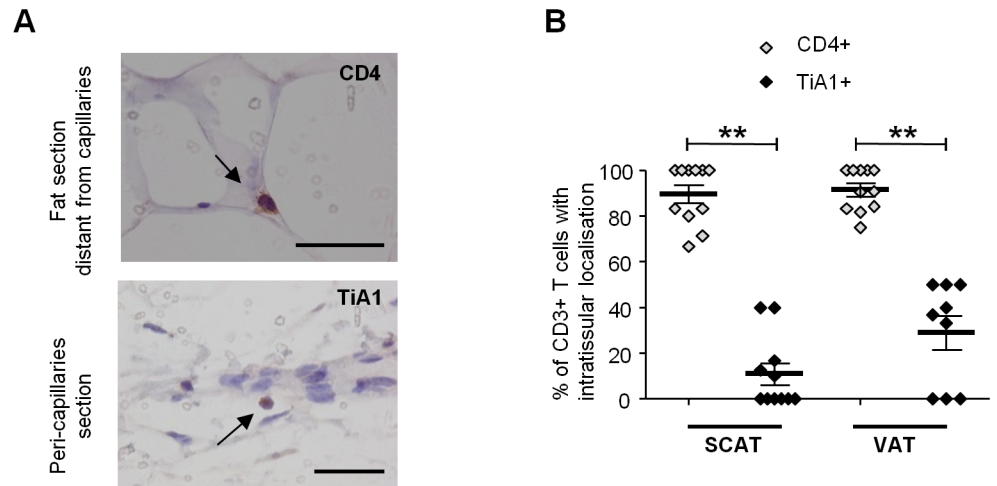 A
Fat section
distant from capillaries
CD4
Peri-capillaries
section
TiA1
B
CD4+
TiA1+
% of CD3+ T cells with
intratissular localisation
**
**
100
80
60
40
20
0
SCAT
VAT